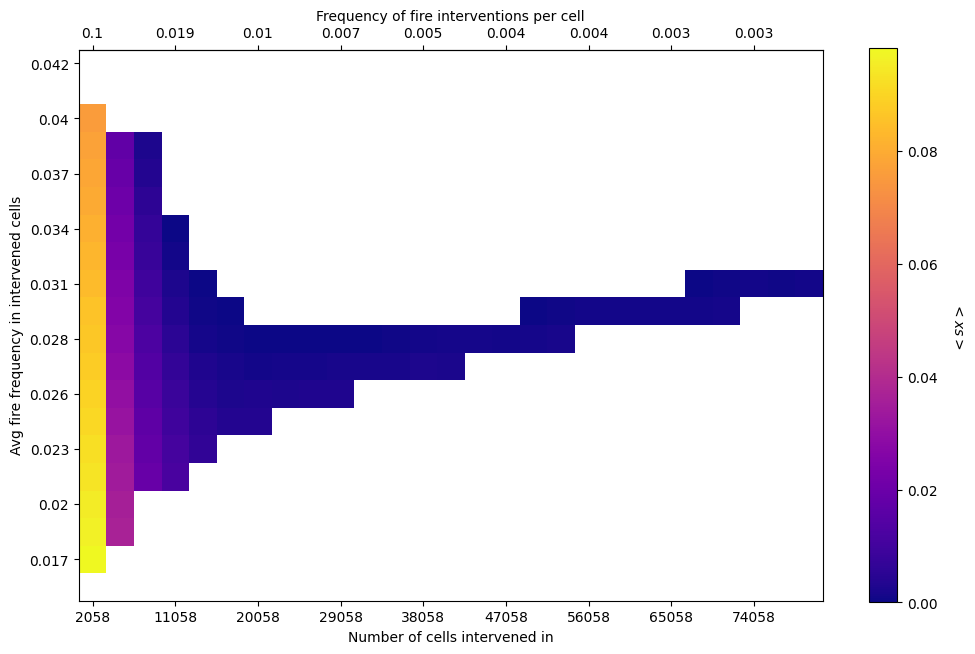 Frequency of fire interventions per cell
0.1 0.019 0.01 0.007 0.005 0.004 0.004 0.003 0.003
0.042
0.04
0.037
0.034
0.031
0.028
0.026
0.023
0.02
0.017
Avg fire frequency in intervened cells
2058 11058 20058 29058 38058 47058 56058 65058 74058
Number of cells intervened in
0.08
0.06
0.04
0.02
0.00
< sx >